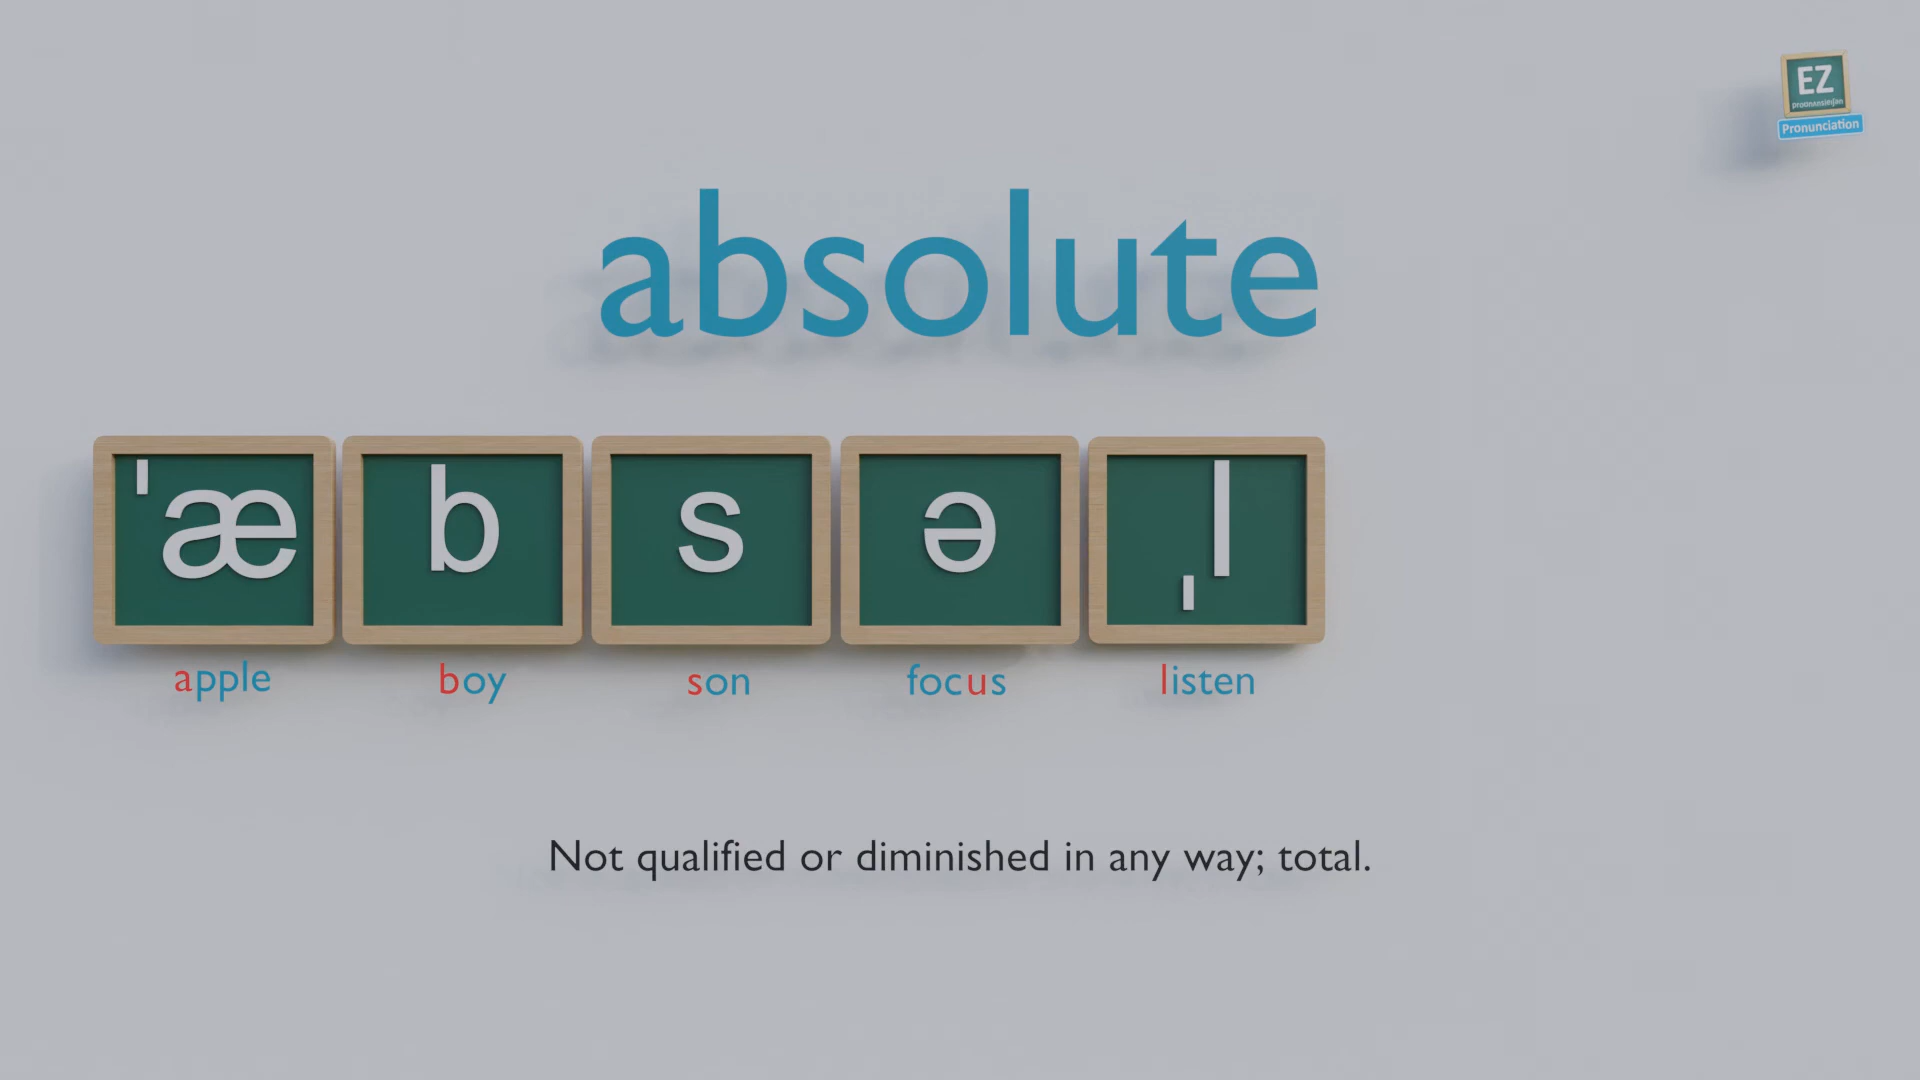 EZ
Pronunciation
absolute
ˈæ b s ə ˌl
apple boy son focus listen
Not qualified or diminished in any way; total.